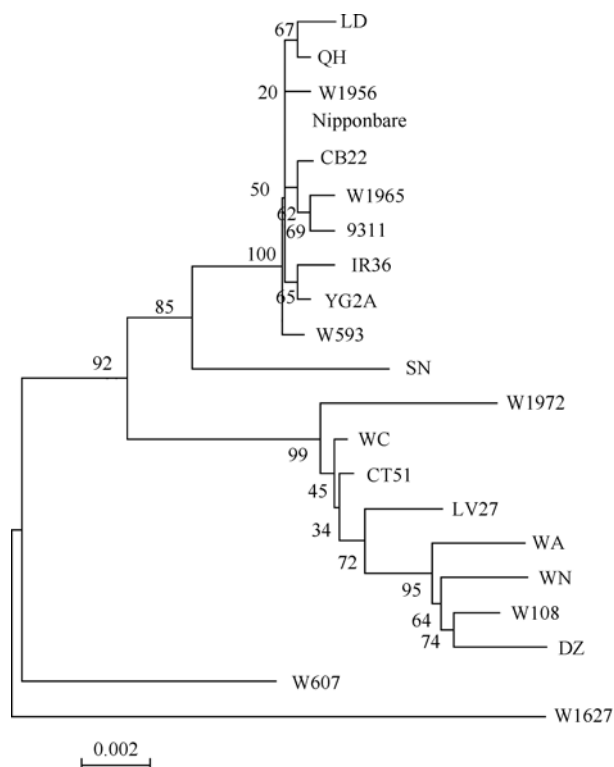 LD
67
QH
20
W1956
Nipponbare
CB22
50
W1965
62
69
9311
100
IR36
65
YG2A
85
W593
92
SN
W1972
WC
99
CT51
45
LV27
34
WA
72
WN
95
W108
64
74
DZ
W607
W1627
0.002